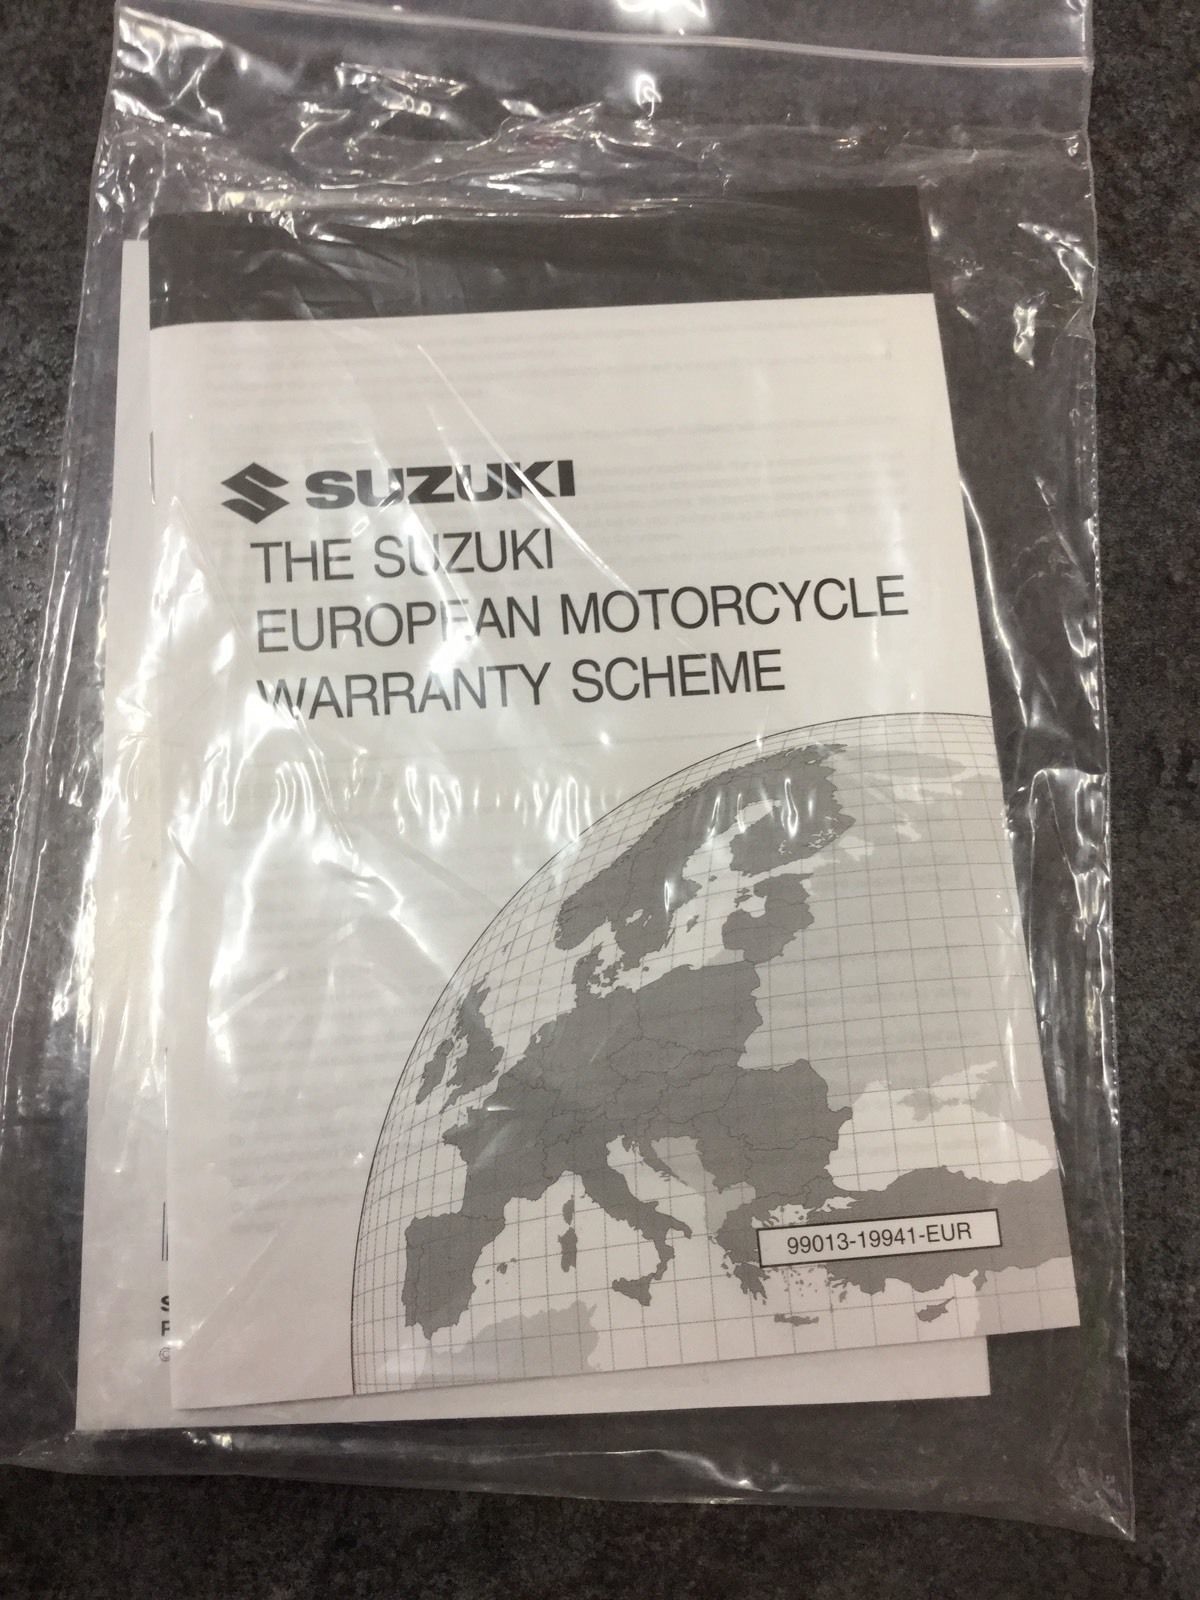 SUZUKI
THE SUZUKI
EUROPEAN MOTORCYCLE
WARRANTY SCHEME
99013-19941-EUR